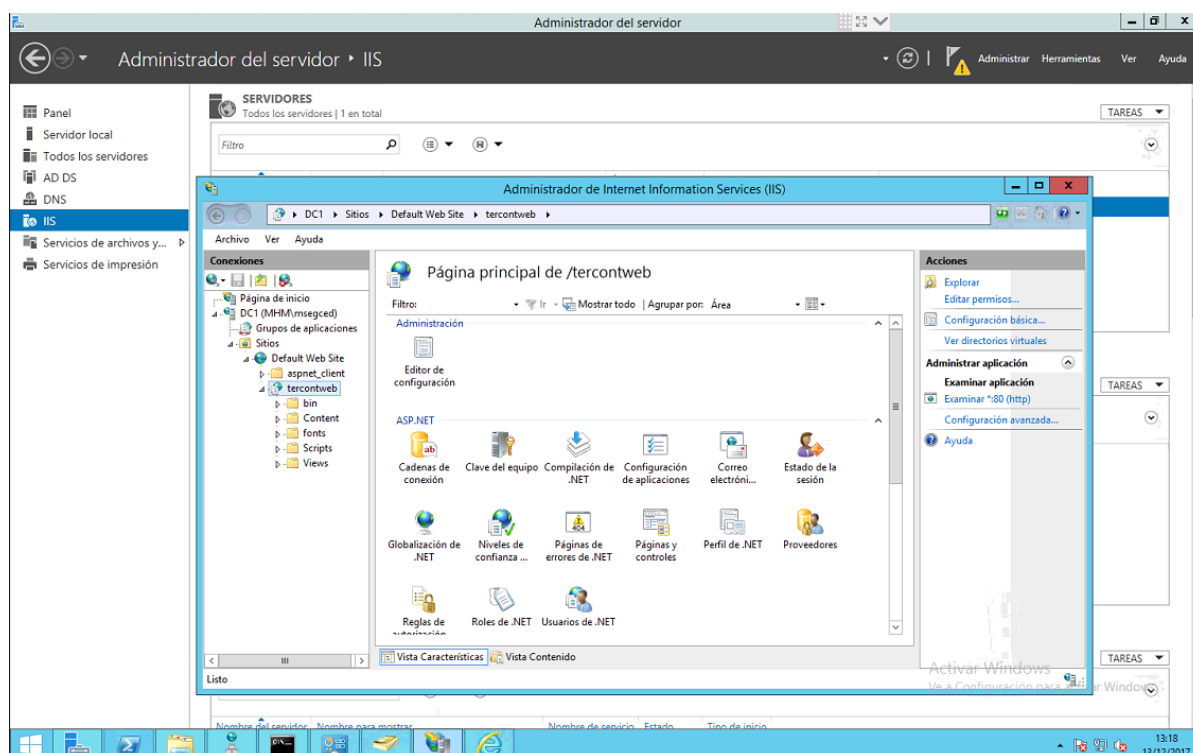 Administrador del servidor
Administrador del servidor ‣ IIS
Administrar Herramientas Ver Ayuda
Panel
Servidor local
Todos los servidores
AD DS
DNS
IIS
Servicios de archivos y...
Servicios de impresión
SERVIDORES
Todos los servidores | 1 en total
TAREAS
Filtro
Administrador de Internet Information Services (IIS)
DC1 ‣ Sitios ‣ Default Web Site ‣ tercontweb ‣
Archivo Ver Ayuda
Conexiones
Página de inicio
DC1 (MHM\msegced)
Grupos de aplicaciones
Sitios
Default Web Site
aspnet_client
tercontweb
bin
Content
fonts
Scripts
Views
Página principal de /tercontweb
Filtro: Ir Mostrar todo | Agrupar por: Área
Administración
Editor de
configuración
ASP.NET
Cadenas de
conexión
Clave del equipo
Compilación de
.NET
Configuración
de aplicaciones
Correo
electróni...
Estado de la
sesión
Globalización de
.NET
Niveles de
confianza ...
Páginas de
errores de .NET
Páginas y
controles
Perfil de .NET
Proveedores
Reglas de
autorización
Roles de .NET
Usuarios de .NET
Vista Características Vista Contenido
Acciones
Explorar
Editar permisos...
Configuración básica...
Ver directorios virtuales
Administrar aplicación
Examinar aplicación
Examinar *:80 (http)
Configuración avanzada...
Ayuda
Listo
TAREAS
TAREAS
Activar Windows
Ve a Configuración para activar Windows.
Nombre del servidor Nombre para mostrar Nombre de servicio Estado Tipo de inicio
13:18
13/12/2017